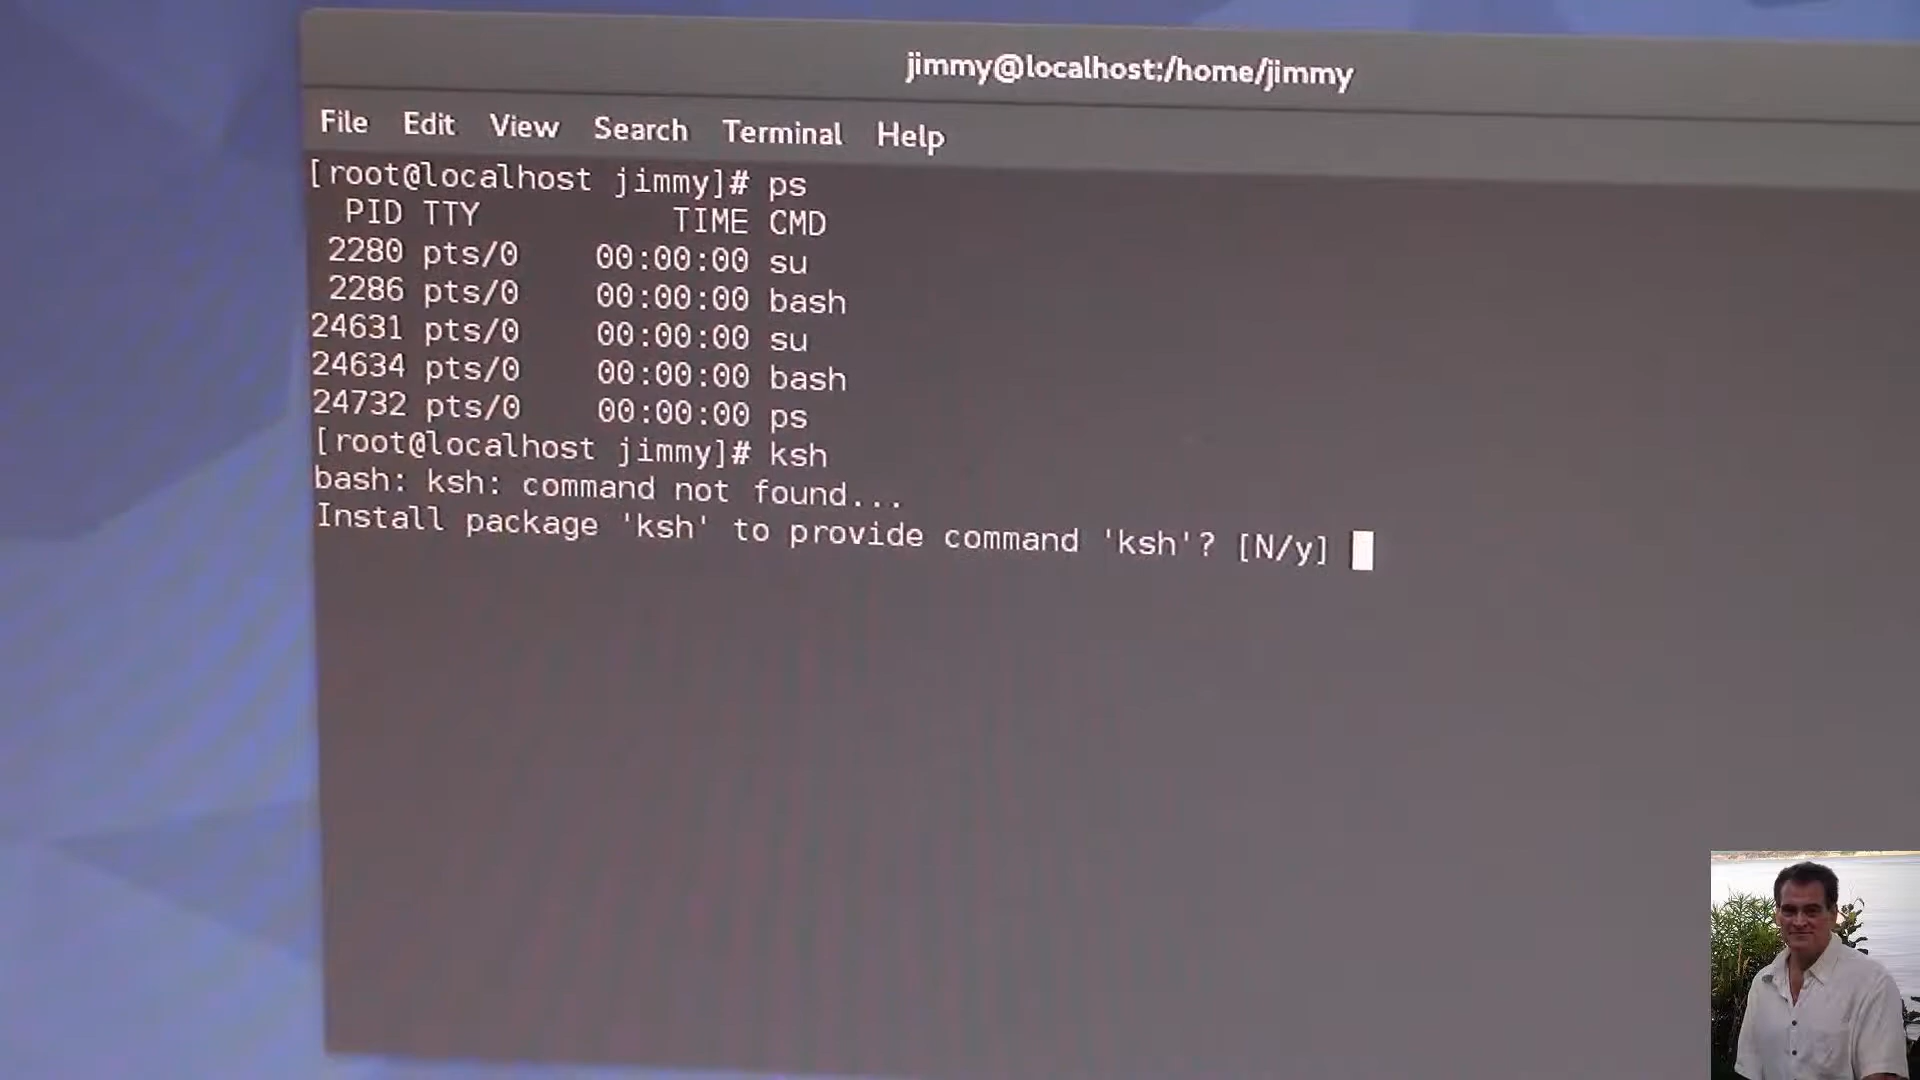 jimmy@localhost:/home/jimmy
File Edit View Search Terminal Help
[root@localhost jimmy]# ps
  PID TTY          TIME CMD
 2280 pts/0    00:00:00 su
 2286 pts/0    00:00:00 bash
24631 pts/0    00:00:00 su
24634 pts/0    00:00:00 bash
24732 pts/0    00:00:00 ps
[root@localhost jimmy]# ksh
bash: ksh: command not found...
Install package 'ksh' to provide command 'ksh'? [N/y]